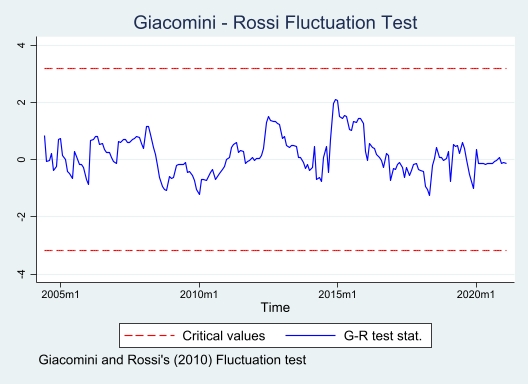 Giacomini - Rossi Fluctuation Test
4
2
0
-2
-4
2005m1 2010m1 2015m1 2020m1
Time
Critical values G-R test stat.
Giacomini and Rossi's (2010) Fluctuation test